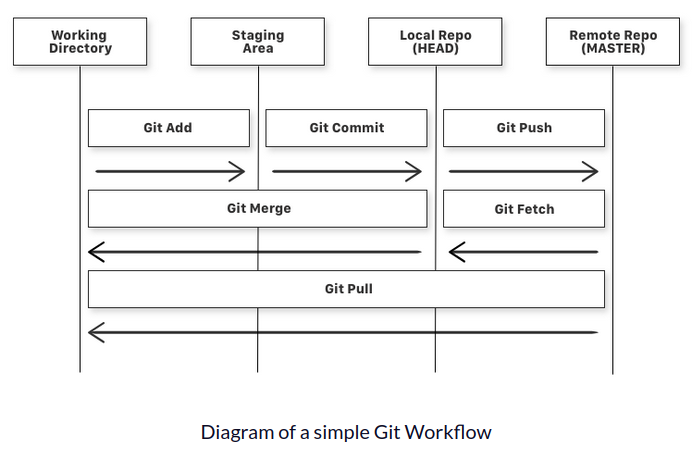 Working
Directory
Staging
Area
Local Repo
(HEAD)
Remote Repo
(MASTER)
Git Add
Git Commit
Git Push
Git Merge
Git Fetch
Git Pull
Diagram of a simple Git Workflow